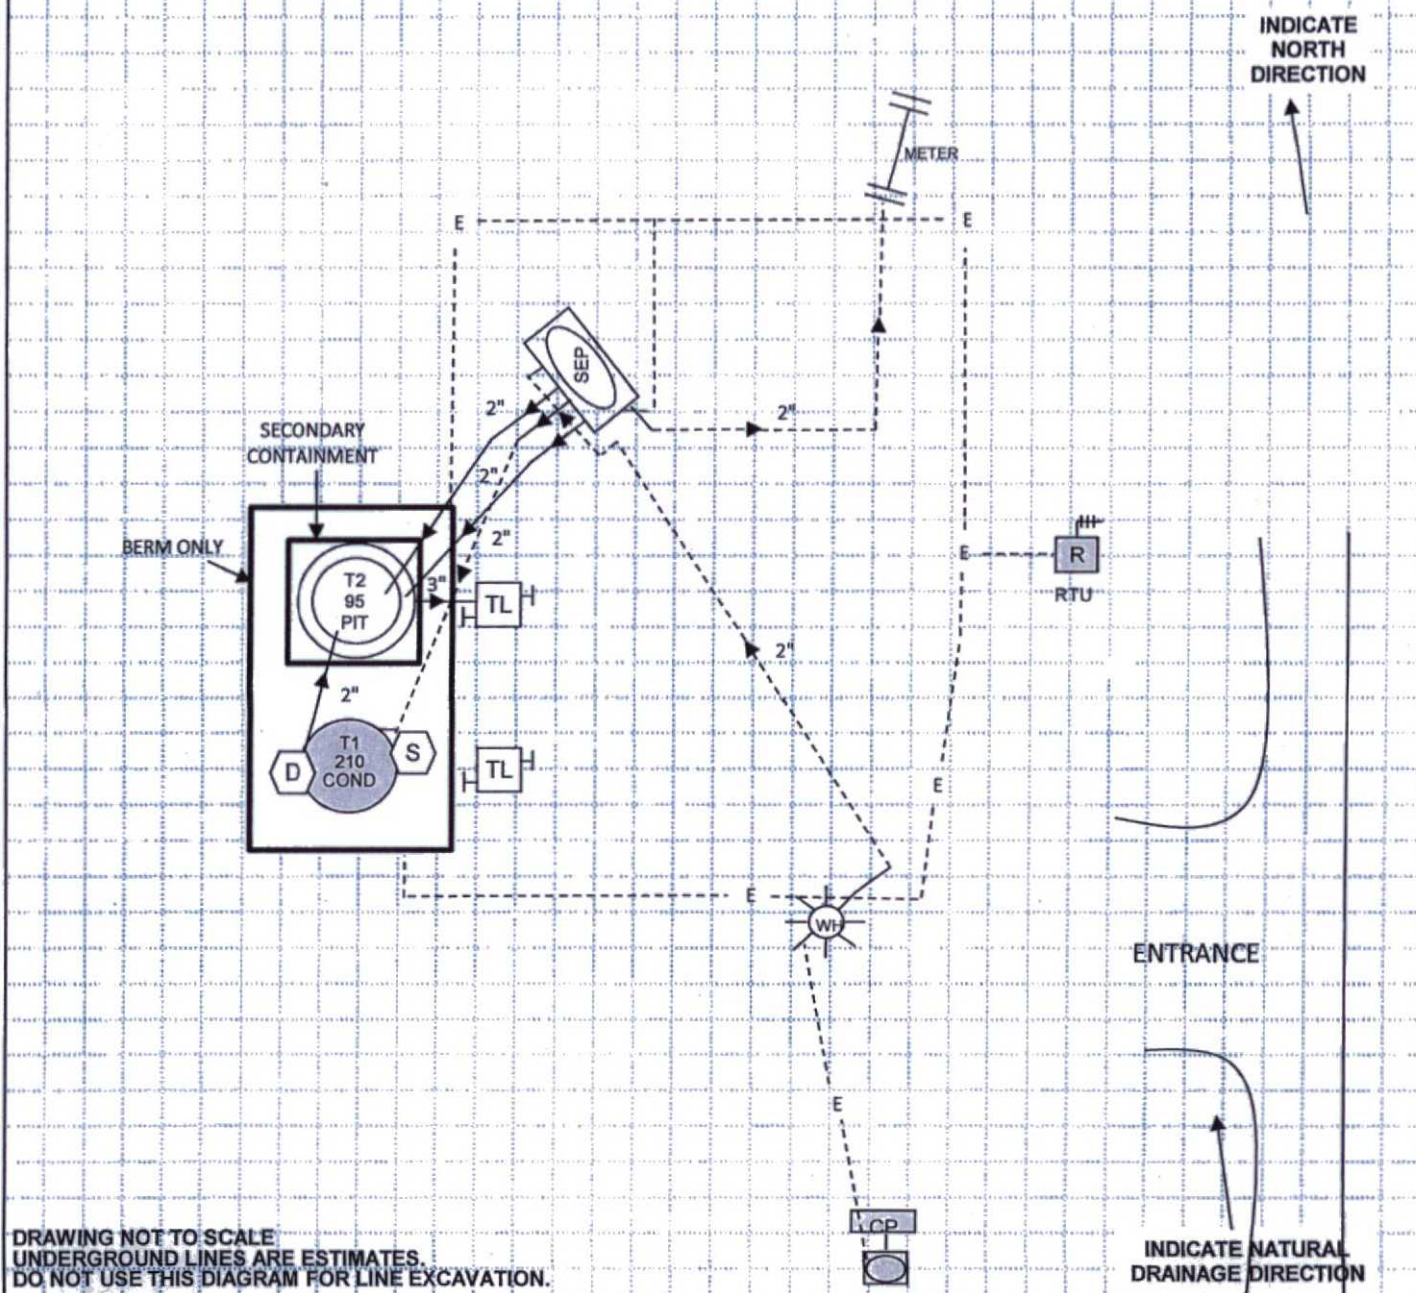 INDICATE
NORTH
DIRECTION
METER
E
E
SEP
2"
2"
SECONDARY
CONTAINMENT
2"
2"
BERM ONLY
E
R
RTU
T2
95
PIT
3"
TL
2"
2"
T1
210
COND
D
S
TL
E
E
WH
ENTRANCE
E
CP
DRAWING NOT TO SCALE
UNDERGROUND LINES ARE ESTIMATES.
DO NOT USE THIS DIAGRAM FOR LINE EXCAVATION.
INDICATE NATURAL
DRAINAGE DIRECTION